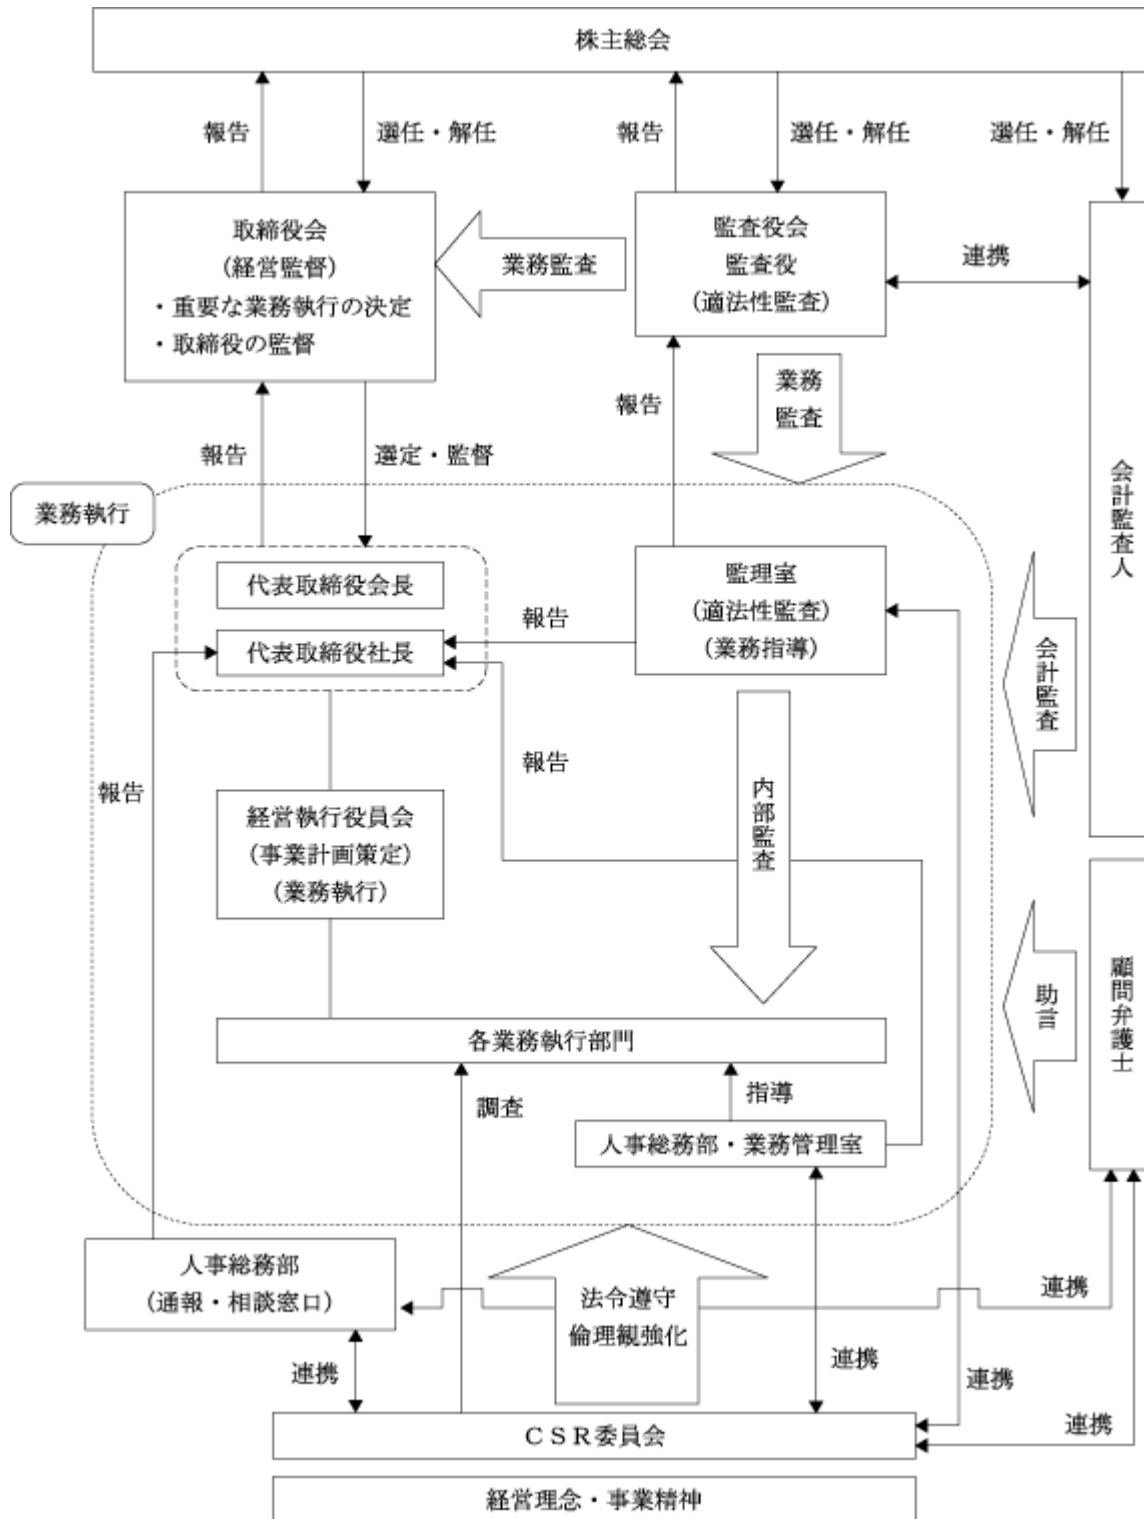 株主総会
報告
選任・解任
報告
選任・解任
選任・解任
取締役会
(経営監督)
・重要な業務執行の決定
・取締役の監督
業務監査
監査役会
監査役
(適法性監査)
連携
会計監査人
報告
選定・監督
報告
業務
監査
業務執行
代表取締役会長
代表取締役社長
報告
監理室
(適法性監査)
(業務指導)
会計監査
報告
報告
内部監査
経営執行役員会
(事業計画策定)
(業務執行)
顧問弁護士
助言
各業務執行部門
調査
指導
人事総務部・業務管理室
人事総務部
(通報・相談窓口)
法令遵守
倫理観強化
連携
連携
連携
連携
連携
ＣＳＲ委員会
経営理念・事業精神